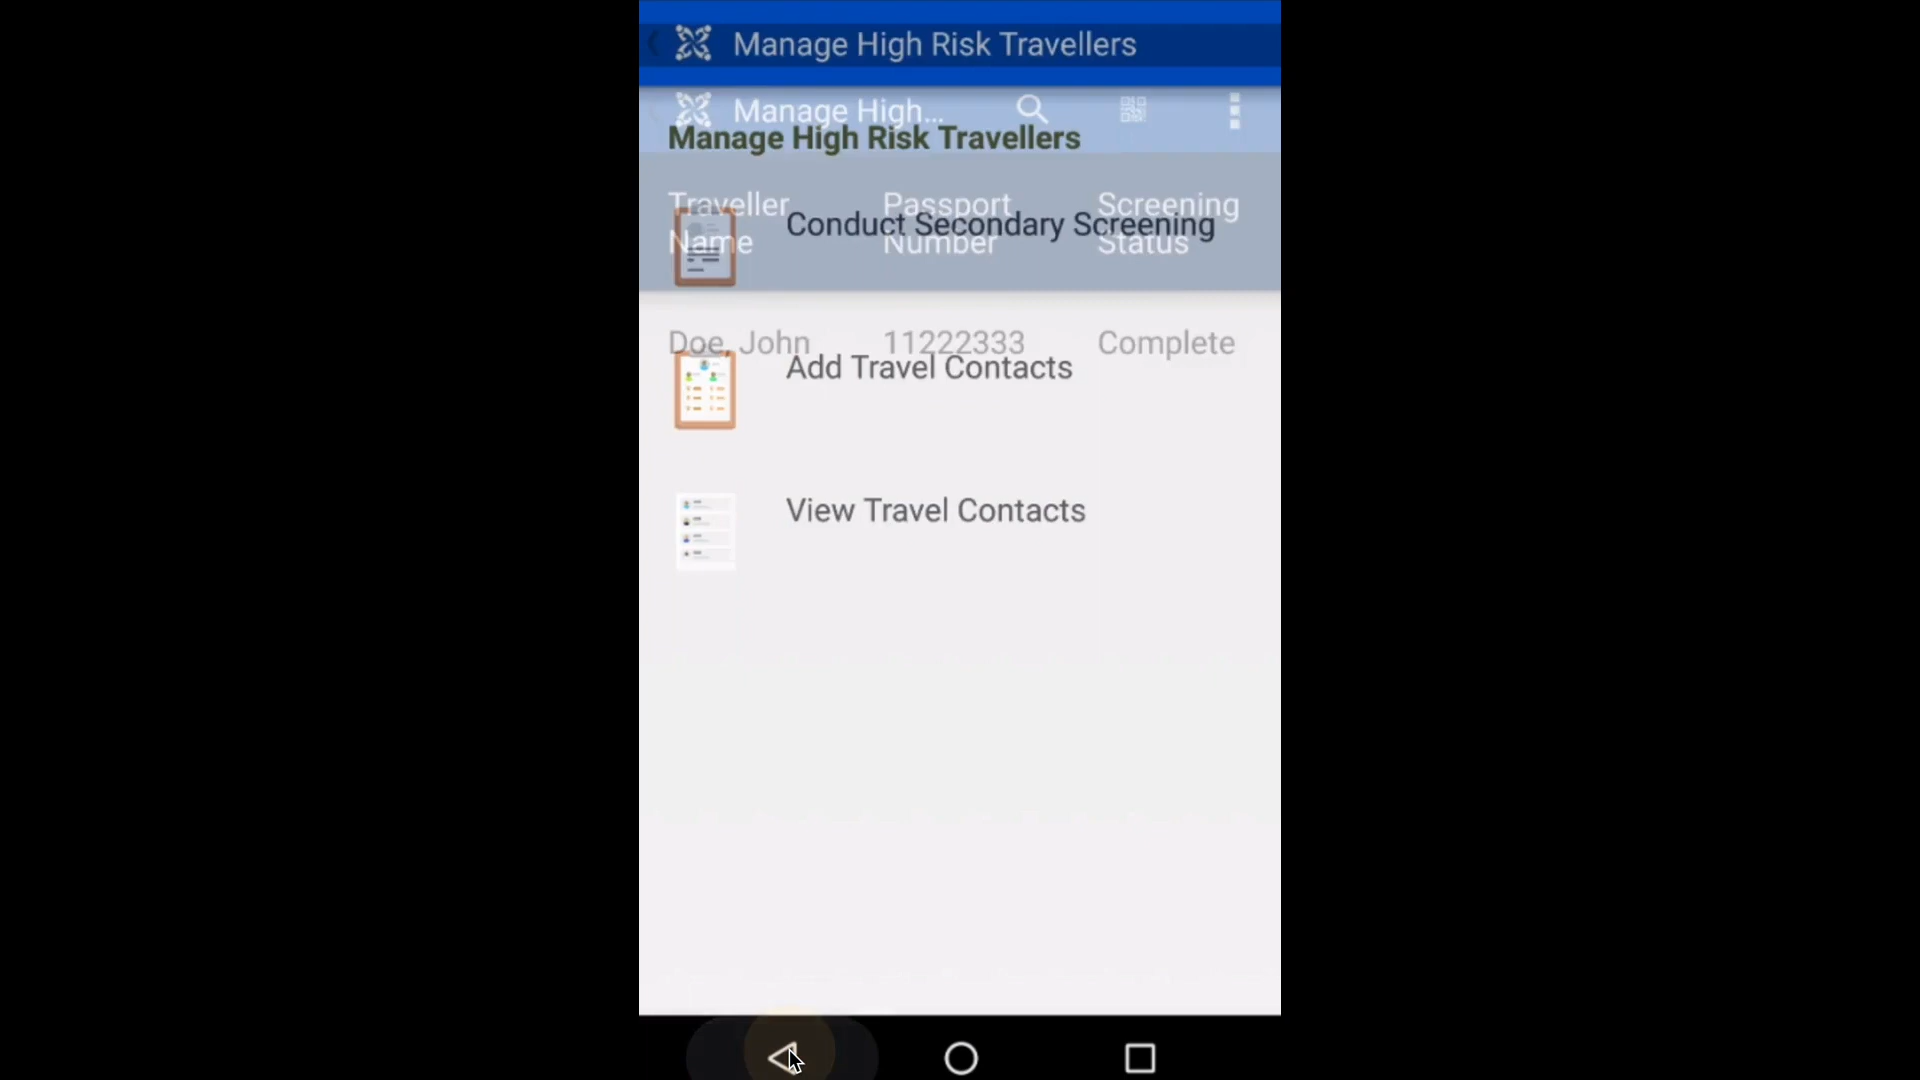 Manage High Risk Travellers
Manage High...
Manage High Risk Travellers
Traveller Name
Passport Number
Screening Status
Conduct Secondary Screening
Doe, John 11222333 Complete
Add Travel Contacts
View Travel Contacts